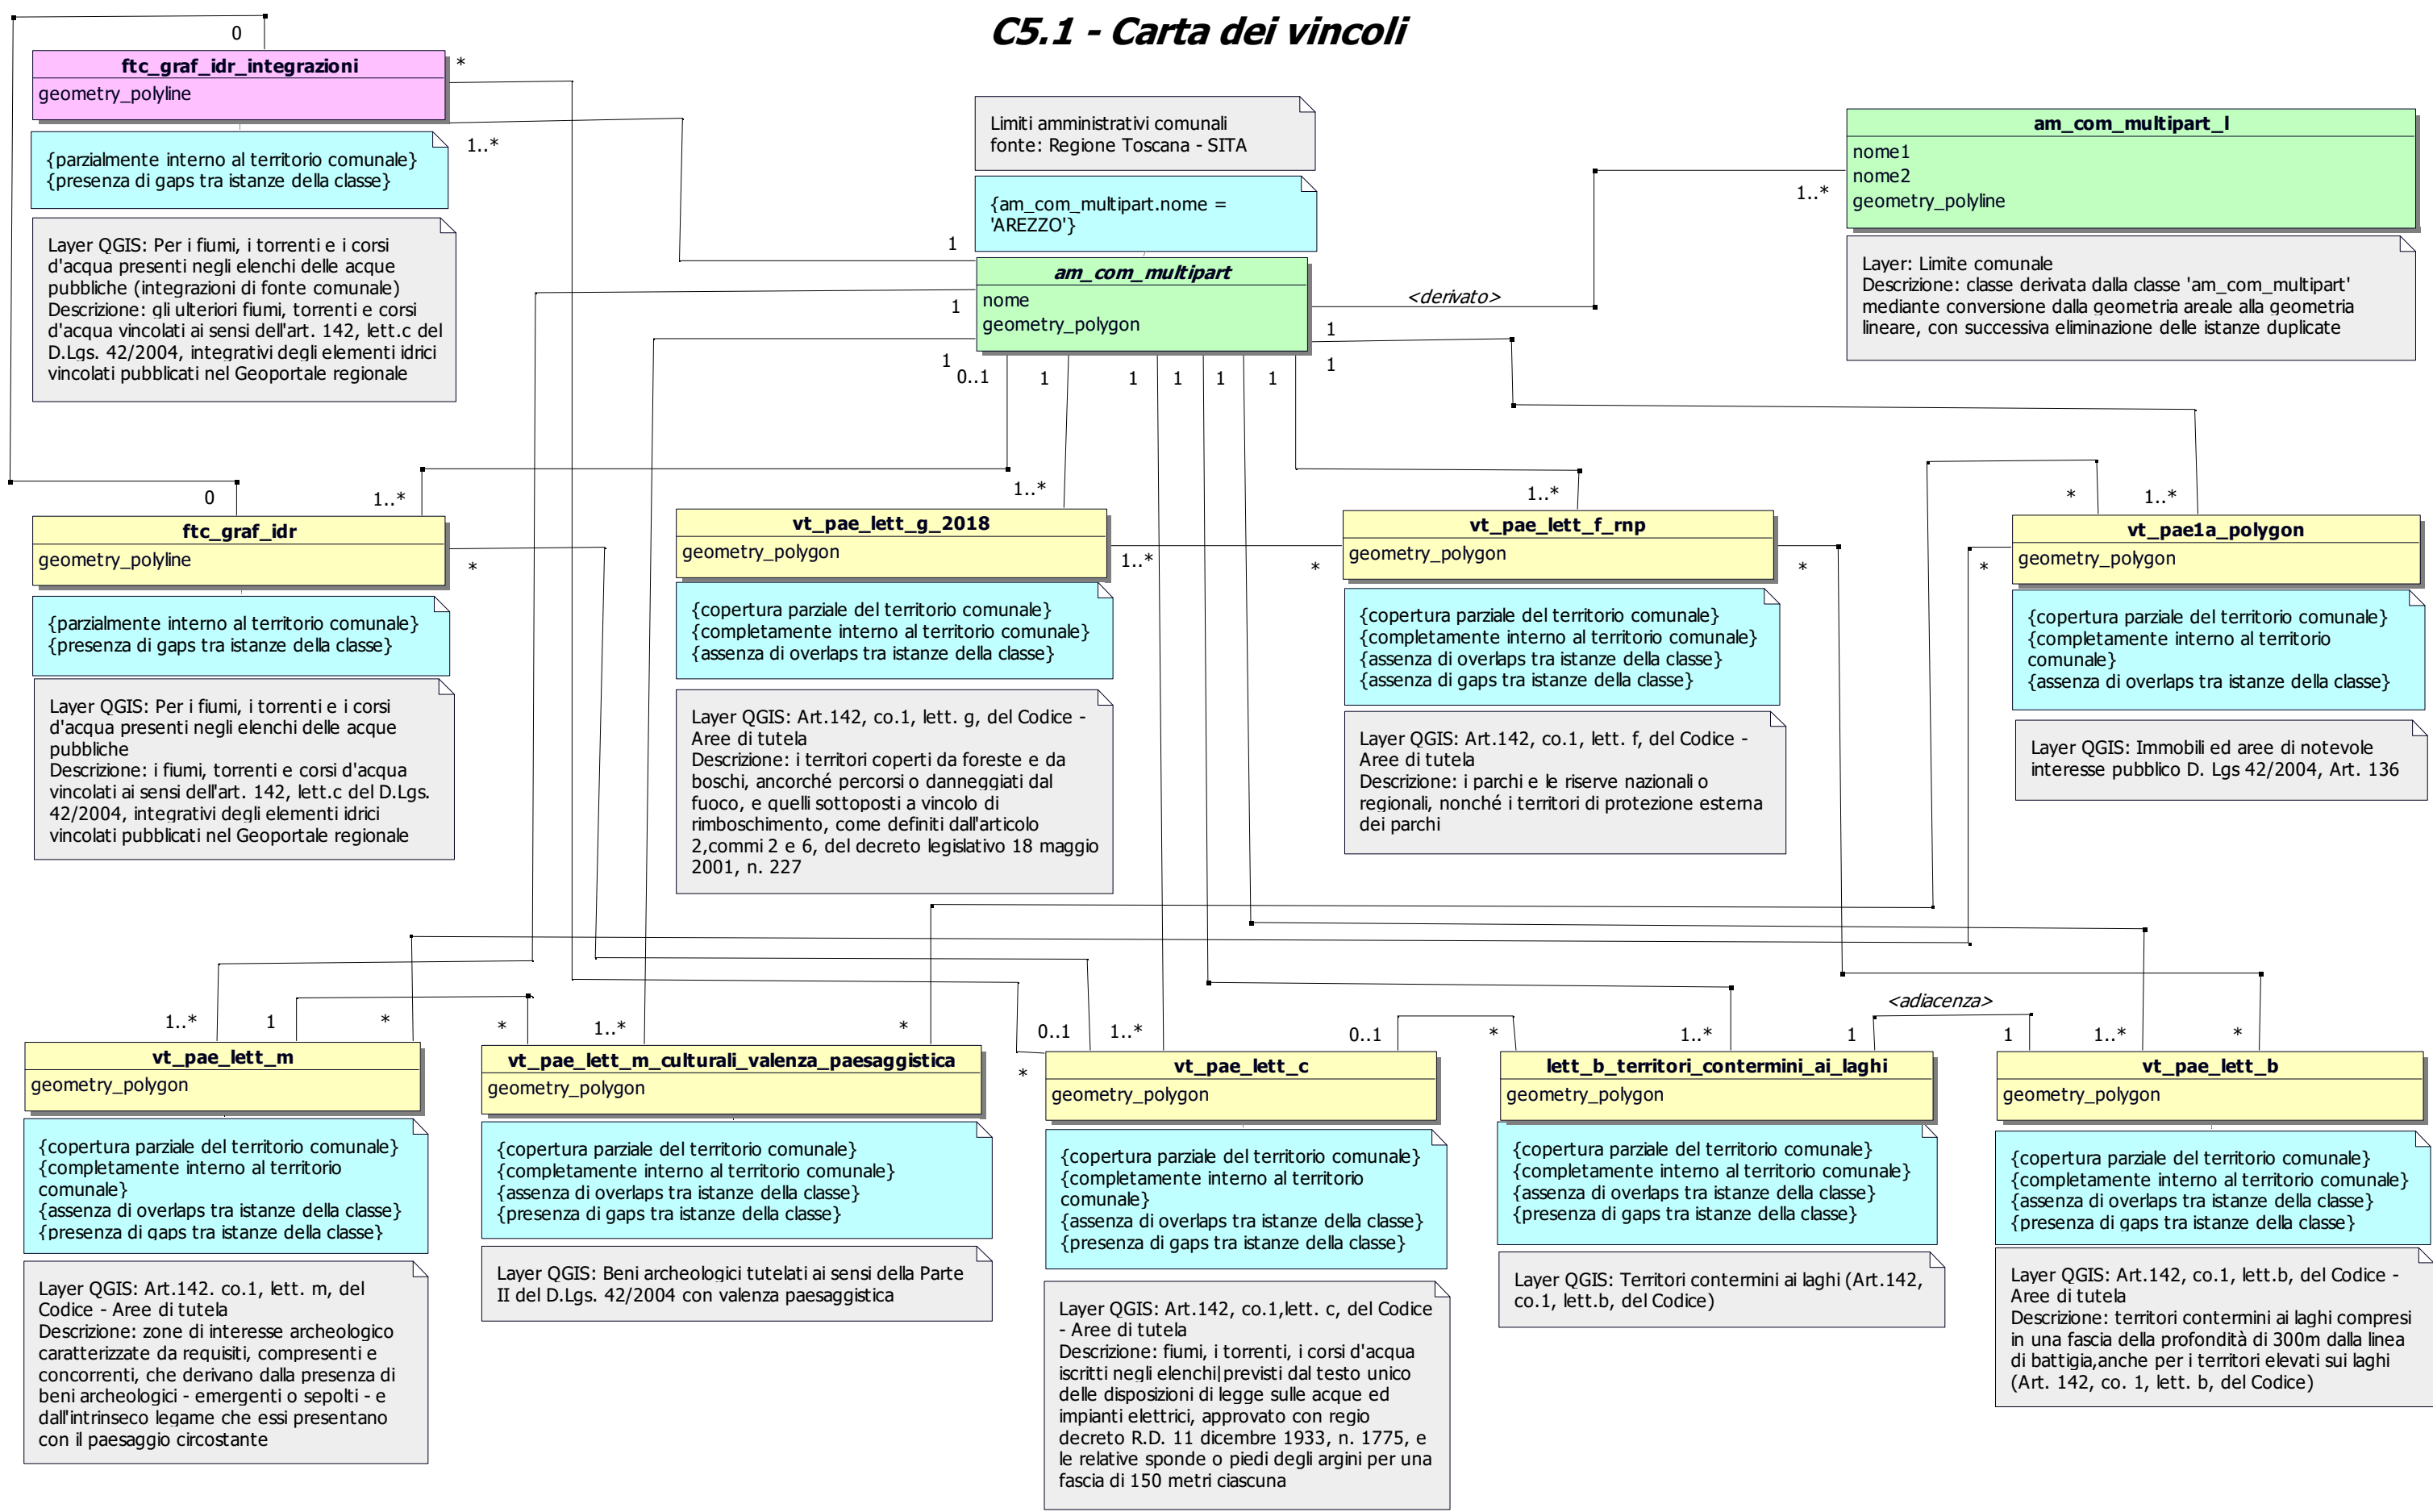 C5.1 - Carta dei vincoli
0
ftc_graf_idr_integrazioni
geometry_polyline
*
1..*
{parzialmente interno al territorio comunale}
{presenza di gaps tra istanze della classe}
Layer QGIS: Per i fiumi, i torrenti e i corsi
d'acqua presenti negli elenchi delle acque
pubbliche (integrazioni di fonte comunale)
Descrizione: gli ulteriori fiumi, torrenti e corsi
d'acqua vincolati ai sensi dell'art. 142, lett.c del
D.Lgs. 42/2004, integrativi degli elementi idrici
vincolati pubblicati nel Geoportale regionale
Limiti amministrativi comunali
fonte: Regione Toscana - SITA
{am_com_multipart.nome =
'AREZZO'}
1
am_com_multipart
nome
geometry_polygon
1
1
0..1
1
1
1
1
1
1
1
<derivato>
1..*
am_com_multipart_l
nome1
nome2
geometry_polyline
Layer: Limite comunale
Descrizione: classe derivata dalla classe 'am_com_multipart'
mediante conversione dalla geometria areale alla geometria
lineare, con successiva eliminazione delle istanze duplicate
0
1..*
ftc_graf_idr
geometry_polyline
*
{parzialmente interno al territorio comunale}
{presenza di gaps tra istanze della classe}
Layer QGIS: Per i fiumi, i torrenti e i corsi
d'acqua presenti negli elenchi delle acque
pubbliche
Descrizione: i fiumi, torrenti e corsi d'acqua
vincolati ai sensi dell'art. 142, lett.c del D.Lgs.
42/2004, integrativi degli elementi idrici
vincolati pubblicati nel Geoportale regionale
1..*
vt_pae_lett_g_2018
geometry_polygon
1..*
*
{copertura parziale del territorio comunale}
{completamente interno al territorio comunale}
{assenza di overlaps tra istanze della classe}
Layer QGIS: Art.142, co.1, lett. g, del Codice -
Aree di tutela
Descrizione: i territori coperti da foreste e da
boschi, ancorché percorsi o danneggiati dal
fuoco, e quelli sottoposti a vincolo di
rimboschimento, come definiti dall'articolo
2,commi 2 e 6, del decreto legislativo 18 maggio
2001, n. 227
1..*
vt_pae_lett_f_rnp
geometry_polygon
*
{copertura parziale del territorio comunale}
{completamente interno al territorio comunale}
{assenza di overlaps tra istanze della classe}
{assenza di gaps tra istanze della classe}
Layer QGIS: Art.142, co.1, lett. f, del Codice -
Aree di tutela
Descrizione: i parchi e le riserve nazionali o
regionali, nonché i territori di protezione esterna
dei parchi
*
1..*
vt_pae1a_polygon
geometry_polygon
*
{copertura parziale del territorio comunale}
{completamente interno al territorio
comunale}
{assenza di overlaps tra istanze della classe}
Layer QGIS: Immobili ed aree di notevole
interesse pubblico D. Lgs 42/2004, Art. 136
1..*
1
*
vt_pae_lett_m
geometry_polygon
{copertura parziale del territorio comunale}
{completamente interno al territorio
comunale}
{assenza di overlaps tra istanze della classe}
{presenza di gaps tra istanze della classe}
Layer QGIS: Art.142. co.1, lett. m, del
Codice - Aree di tutela
Descrizione: zone di interesse archeologico
caratterizzate da requisiti, compresenti e
concorrenti, che derivano dalla presenza di
beni archeologici - emergenti o sepolti - e
dall'intrinseco legame che essi presentano
con il paesaggio circostante
*
1..*
*
vt_pae_lett_m_culturali_valenza_paesaggistica
geometry_polygon
{copertura parziale del territorio comunale}
{completamente interno al territorio comunale}
{assenza di overlaps tra istanze della classe}
{presenza di gaps tra istanze della classe}
Layer QGIS: Beni archeologici tutelati ai sensi della Parte
II del D.Lgs. 42/2004 con valenza paesaggistica
0..1
1..*
0..1
*
vt_pae_lett_c
geometry_polygon
{copertura parziale del territorio comunale}
{completamente interno al territorio
comunale}
{assenza di overlaps tra istanze della classe}
{presenza di gaps tra istanze della classe}
Layer QGIS: Art.142, co.1,lett. c, del Codice
- Aree di tutela
Descrizione: fiumi, i torrenti, i corsi d'acqua
iscritti negli elenchi|previsti dal testo unico
delle disposizioni di legge sulle acque ed
impianti elettrici, approvato con regio
decreto R.D. 11 dicembre 1933, n. 1775, e
le relative sponde o piedi degli argini per una
fascia di 150 metri ciascuna
*
1..*
1
<adiacenza>
lett_b_territori_contermini_ai_laghi
geometry_polygon
{copertura parziale del territorio comunale}
{completamente interno al territorio comunale}
{assenza di overlaps tra istanze della classe}
{presenza di gaps tra istanze della classe}
Layer QGIS: Territori contermini ai laghi (Art.142,
co.1, lett.b, del Codice)
1
1..*
*
vt_pae_lett_b
geometry_polygon
{copertura parziale del territorio comunale}
{completamente interno al territorio comunale}
{assenza di overlaps tra istanze della classe}
{presenza di gaps tra istanze della classe}
Layer QGIS: Art.142, co.1, lett.b, del Codice -
Aree di tutela
Descrizione: territori contermini ai laghi compresi
in una fascia della profondità di 300m dalla linea
di battigia,anche per i territori elevati sui laghi
(Art. 142, co. 1, lett. b, del Codice)